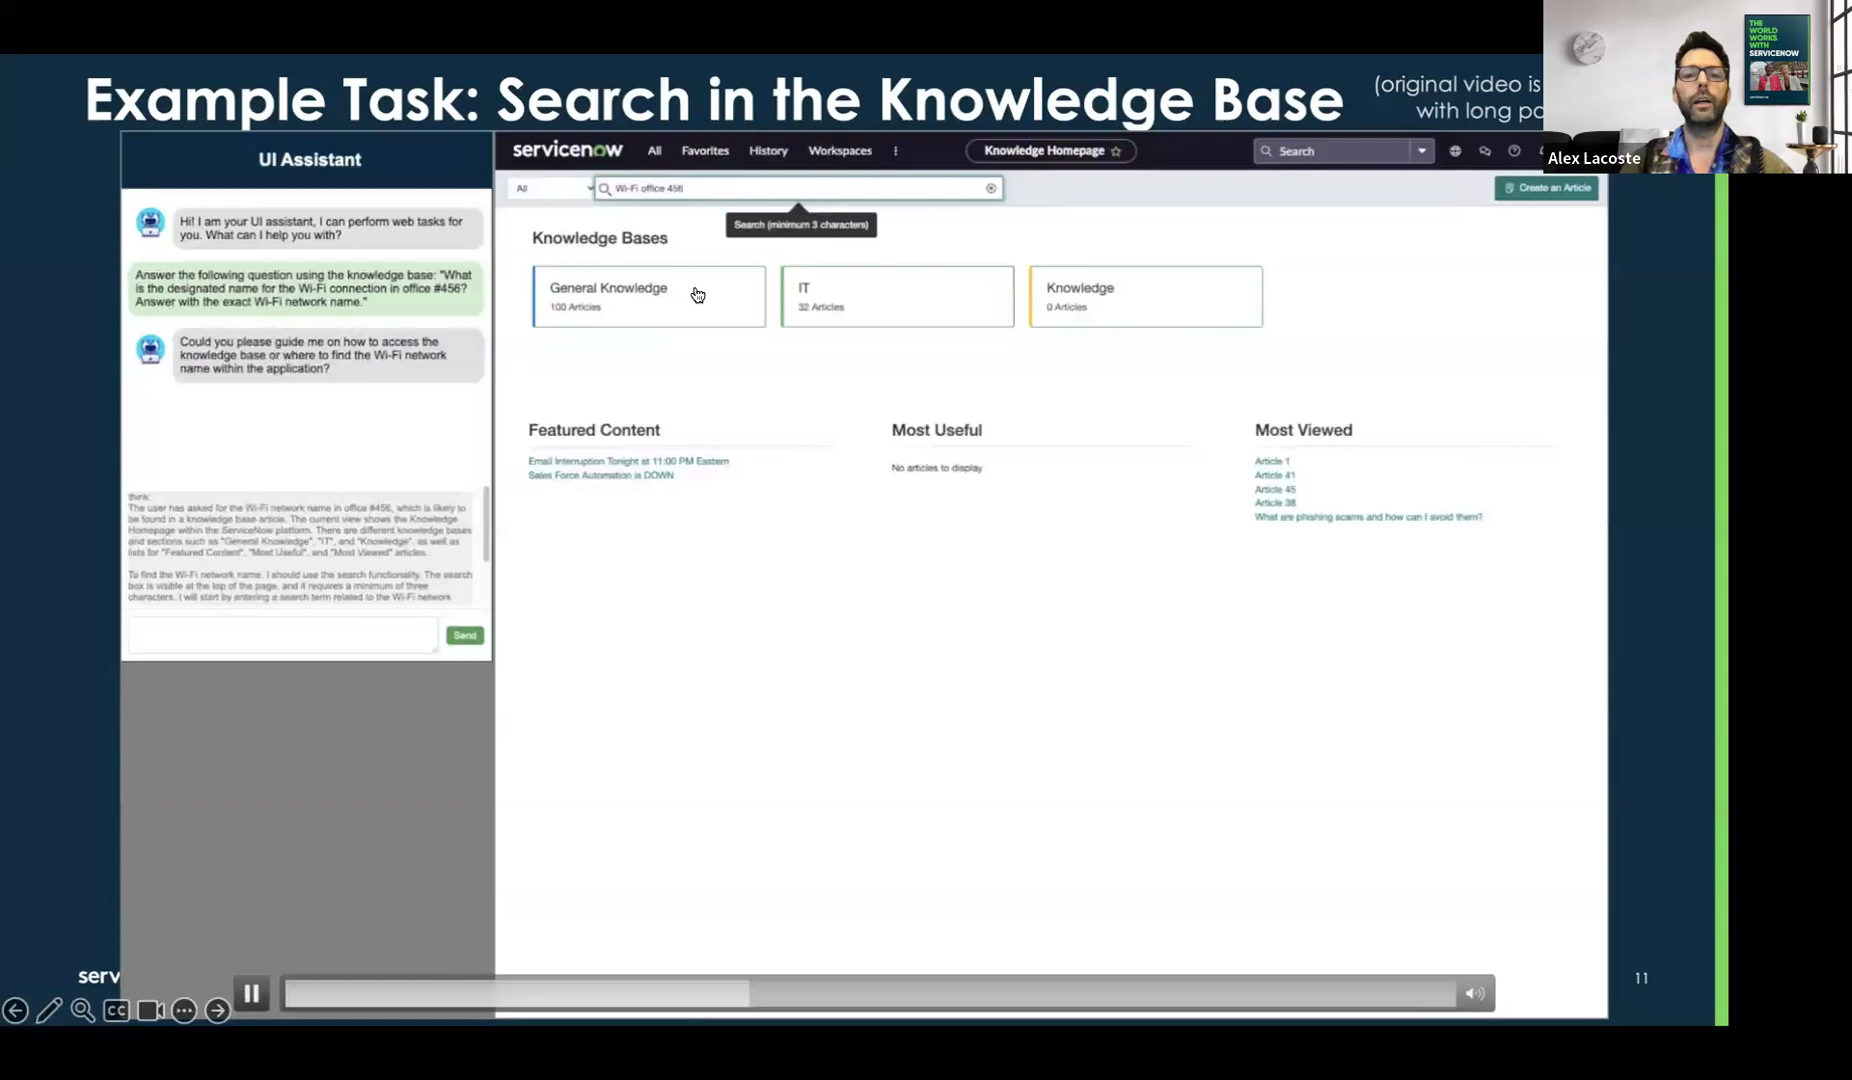 Example Task: Search in the Knowledge Base
(original video is
with long
THE
WORLD
WORKS
WITH
SERVICENOW
Alex Lacoste
UI Assistant
Hi! I am your UI assistant, I can perform web tasks for
you. What can I help you with?
Answer the following question using the knowledge base: "What
is the designated name for the Wi-Fi connection in office #456?
Answer with the exact Wi-Fi network name."
Could you please guide me on how to access the
knowledge base or where to find the Wi-Fi network
name within the application?
think:
The user has asked for the Wi-Fi network name in office #456, which is likely to
be found in a knowledge base article. The current view shows the Knowledge
Homepage within the ServiceNow platform. There are different knowledge bases
and sections such as "General Knowledge", "IT", and "Knowledge", as well as
lists for "Featured Content", "Most Useful", and "Most Viewed" articles.
To find the Wi-Fi network name, I should use the search functionality. The search
box is visible at the top of the page, and it requires a minimum of three
characters. I will start by entering a search term related to the Wi-Fi network
Send
servicenow All Favorites History Workspaces Knowledge Homepage Search
All Wi-Fi office 456 Create an Article
Search (minimum 3 characters)
Knowledge Bases
General Knowledge
100 Articles
IT
32 Articles
Knowledge
0 Articles
Featured Content
Email Interruption Tonight at 11:00 PM Eastern
Sales Force Automation is DOWN
Most Useful
No articles to display
Most Viewed
Article 1
Article 41
Article 45
Article 38
What are phishing scams and how can I avoid them?
serv
CC
11